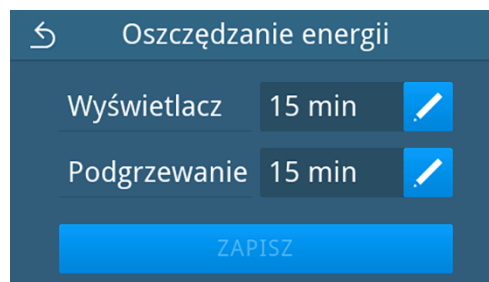 Oszczędzanie energii
Wyświetlacz 15 min
Podgrzewanie 15 min
ZAPISZ